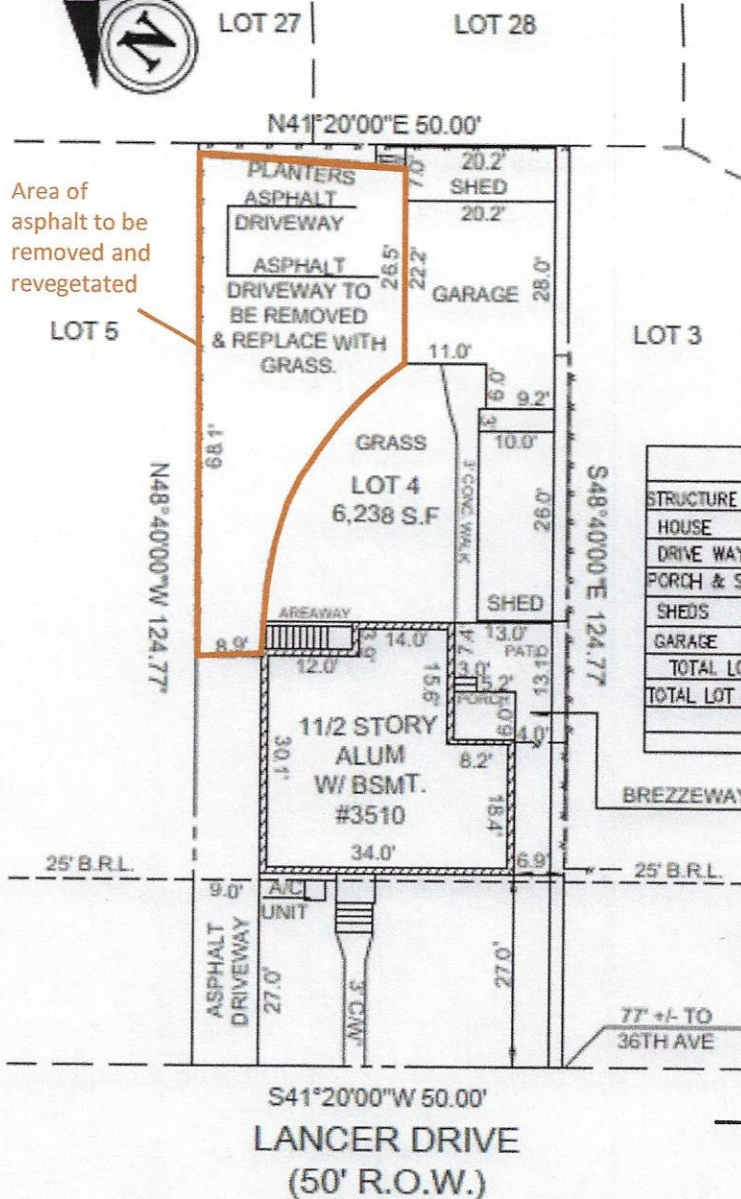 N
LOT 27
LOT 28
N41°20'00"E 50.00'
Area of
asphalt to be
removed and
revegetated
PLANTERS
ASPHALT
DRIVEWAY
ASPHALT
DRIVEWAY TO
BE REMOVED
& REPLACE WITH
GRASS.
7.0'
20.2'
SHED
20.2'
26.5'
22.2'
GARAGE
28.0'
LOT 5
LOT 3
11.0'
9.2'
3'
10.0'
68.1'
GRASS
LOT 4
6,238 S.F
3' CONC. WALK
26.0'
N48°40'00"W 124.77'
S48°40'00"E 124.77'
STRUCTURE
HOUSE
DRIVE WAY
PORCH & S
SHEDS
GARAGE
TOTAL LO
TOTAL LOT
AREAWAY
SHED
8.9'
12.0'
14.0'
7.4'
13.0'
PATIO
13.1'
3.0'
5.2'
PORCH
15.6'
4.0'
8.2'
11/2 STORY
ALUM
W/ BSMT.
#3510
30.1'
18.4'
34.0'
6.9'
BREZZEWAY
25' B.R.L.
25' B.R.L.
9.0'
A/C
UNIT
ASPHALT
DRIVEWAY
27.0'
3' C/W
27.0'
77' +/- TO
36TH AVE
S41°20'00"W 50.00'
LANCER DRIVE
(50' R.O.W.)